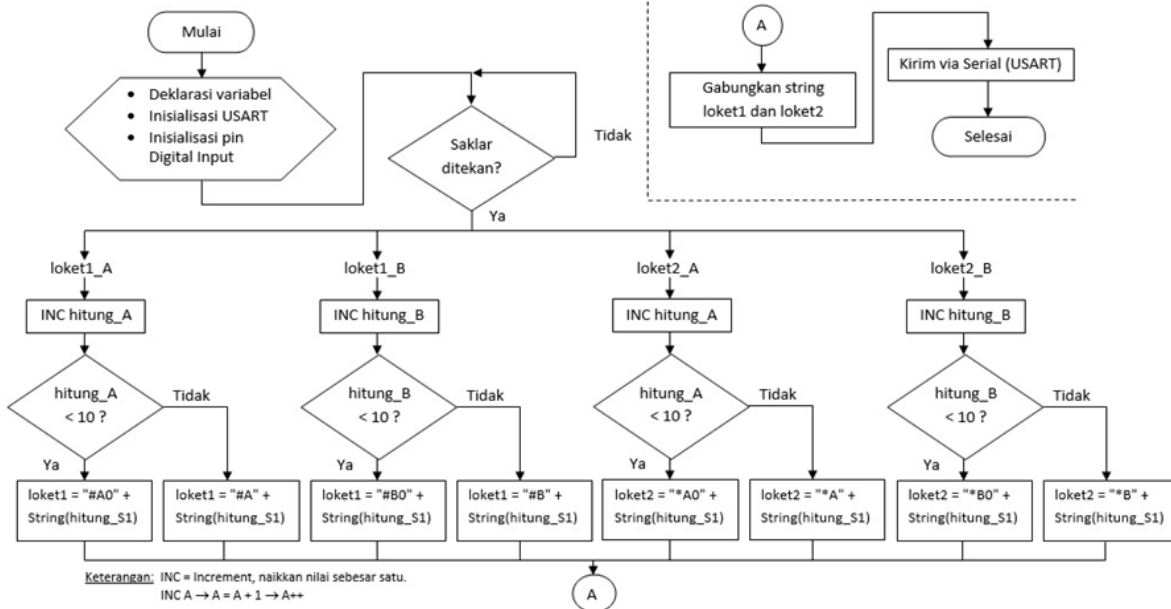 Mulai
• Deklarasi variabel
• Inisialisasi USART
• Inisialisasi pin
Digital Input
Saklar
ditekan?
Tidak
Ya
A
Gabungkan string
loket1 dan loket2
Kirim via Serial (USART)
Selesai
loket1_A
loket1_B
loket2_A
loket2_B
INC hitung_A
INC hitung_B
INC hitung_A
INC hitung_B
hitung_A
< 10 ?
Tidak
Ya
hitung_B
< 10 ?
Tidak
Ya
hitung_A
< 10 ?
Tidak
Ya
hitung_B
< 10 ?
Tidak
Ya
loket1 = "#A0" +
String(hitung_S1)
loket1 = "#A" +
String(hitung_S1)
loket1 = "#B0" +
String(hitung_S1)
loket1 = "#B" +
String(hitung_S1)
loket2 = "*A0" +
String(hitung_S1)
loket2 = "*A" +
String(hitung_S1)
loket2 = "*B0" +
String(hitung_S1)
loket2 = "*B" +
String(hitung_S1)
Keterangan: INC = Increment, naikkan nilai sebesar satu.
INC A → A = A + 1 → A++
A